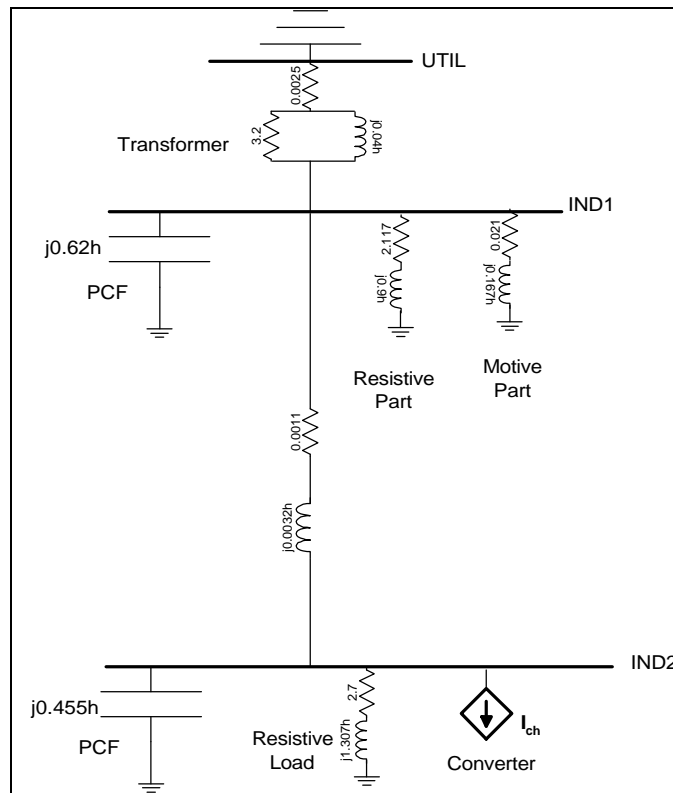 UTIL
0.0025
Transformer
3.2
j0.04h
IND1
j0.62h
PCF
2.117
j0.9h
0.021
j0.167h
Resistive
Part
Motive
Part
0.0011
j0.0032h
IND2
j0.455h
PCF
2.7
j1.307h
Resistive
Load
Ich
Converter